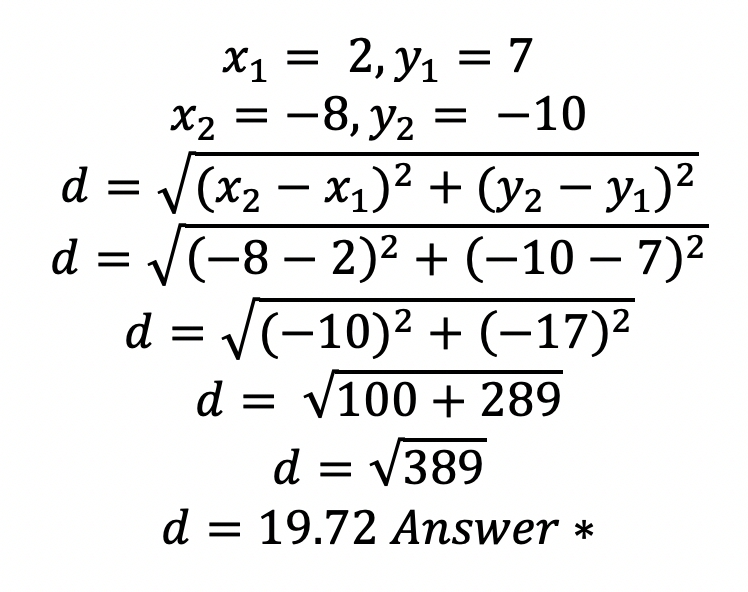 x₁ = 2, y₁ = 7
x₂ = −8, y₂ = −10
d = √((x₂ − x₁)² + (y₂ − y₁)²)
d = √((−8 − 2)² + (−10 − 7)²)
d = √((−10)² + (−17)²)
d = √(100 + 289)
d = √389
d = 19.72 Answer *